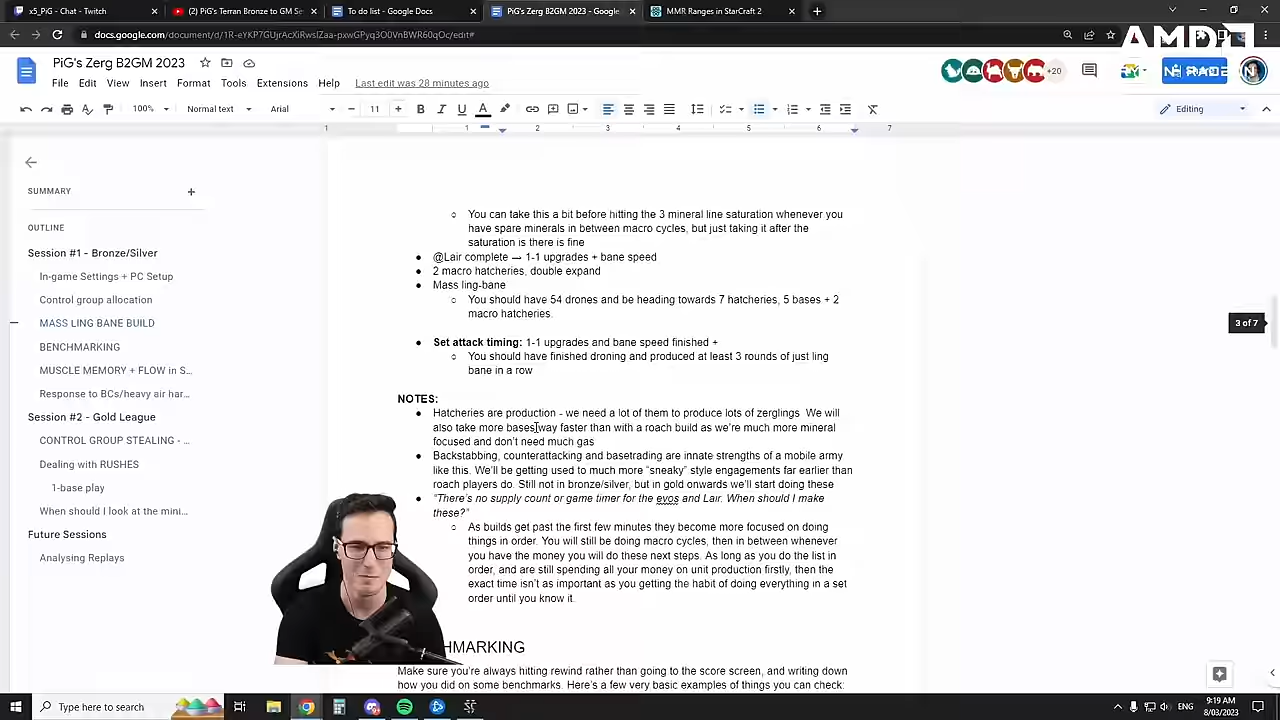 x5_PiG - Chat - Twitch
(2) PiG's Terran Bronze to GM Se
To do list - Google Docs
PiG's Zerg B2GM 2023 - Google
MMR Ranges in StarCraft 2
docs.google.com/document/d/1R-eYKP7GUjrAcXiRwsIZaa-pxwGPyq3O0VnBWR60qOc/edit#
PiG's Zerg B2GM 2023
+20
File Edit View Insert Format Tools Extensions Help Last edit was 28 minutes ago
100% Normal text Arial 11 Editing
1 1 2 3 4 5 6 7
SUMMARY
OUTLINE
Session #1 - Bronze/Silver
In-game Settings + PC Setup
Control group allocation
MASS LING BANE BUILD
BENCHMARKING
MUSCLE MEMORY + FLOW in S...
Response to BCs/heavy air har...
Session #2 - Gold League
CONTROL GROUP STEALING - ...
Dealing with RUSHES
1-base play
When should I look at the mini...
Future Sessions
Analysing Replays
○ You can take this a bit before hitting the 3 mineral line saturation whenever you
have spare minerals in between macro cycles, but just taking it after the
saturation is there is fine
● @Lair complete — 1-1 upgrades + bane speed
● 2 macro hatcheries, double expand
● Mass ling-bane
○ You should have 54 drones and be heading towards 7 hatcheries, 5 bases + 2
macro hatcheries.
● Set attack timing: 1-1 upgrades and bane speed finished +
○ You should have finished droning and produced at least 3 rounds of just ling
bane in a row
NOTES:
● Hatcheries are production - we need a lot of them to produce lots of zerglings We will
also take more bases way faster than with a roach build as we're much more mineral
focused and don't need much gas
● Backstabbing, counterattacking and basetrading are innate strengths of a mobile army
like this. We'll be getting used to much more "sneaky" style engagements far earlier than
roach players do. Still not in bronze/silver, but in gold onwards we'll start doing these
● "There's no supply count or game timer for the evos and Lair. When should I make
these?"
○ As builds get past the first few minutes they become more focused on doing
things in order. You will still be doing macro cycles, then in between whenever
you have the money you will do these next steps. As long as you do the list in
order, and are still spending all your money on unit production firstly, then the
exact time isn't as important as you getting the habit of doing everything in a set
order until you know it.
HMARKING
Make sure you're always hitting rewind rather than going to the score screen, and writing down
how you did on some benchmarks. Here's a few very basic examples of things you can check:
3 of 7
Type here to search
ENG
9:19 AM
8/03/2023